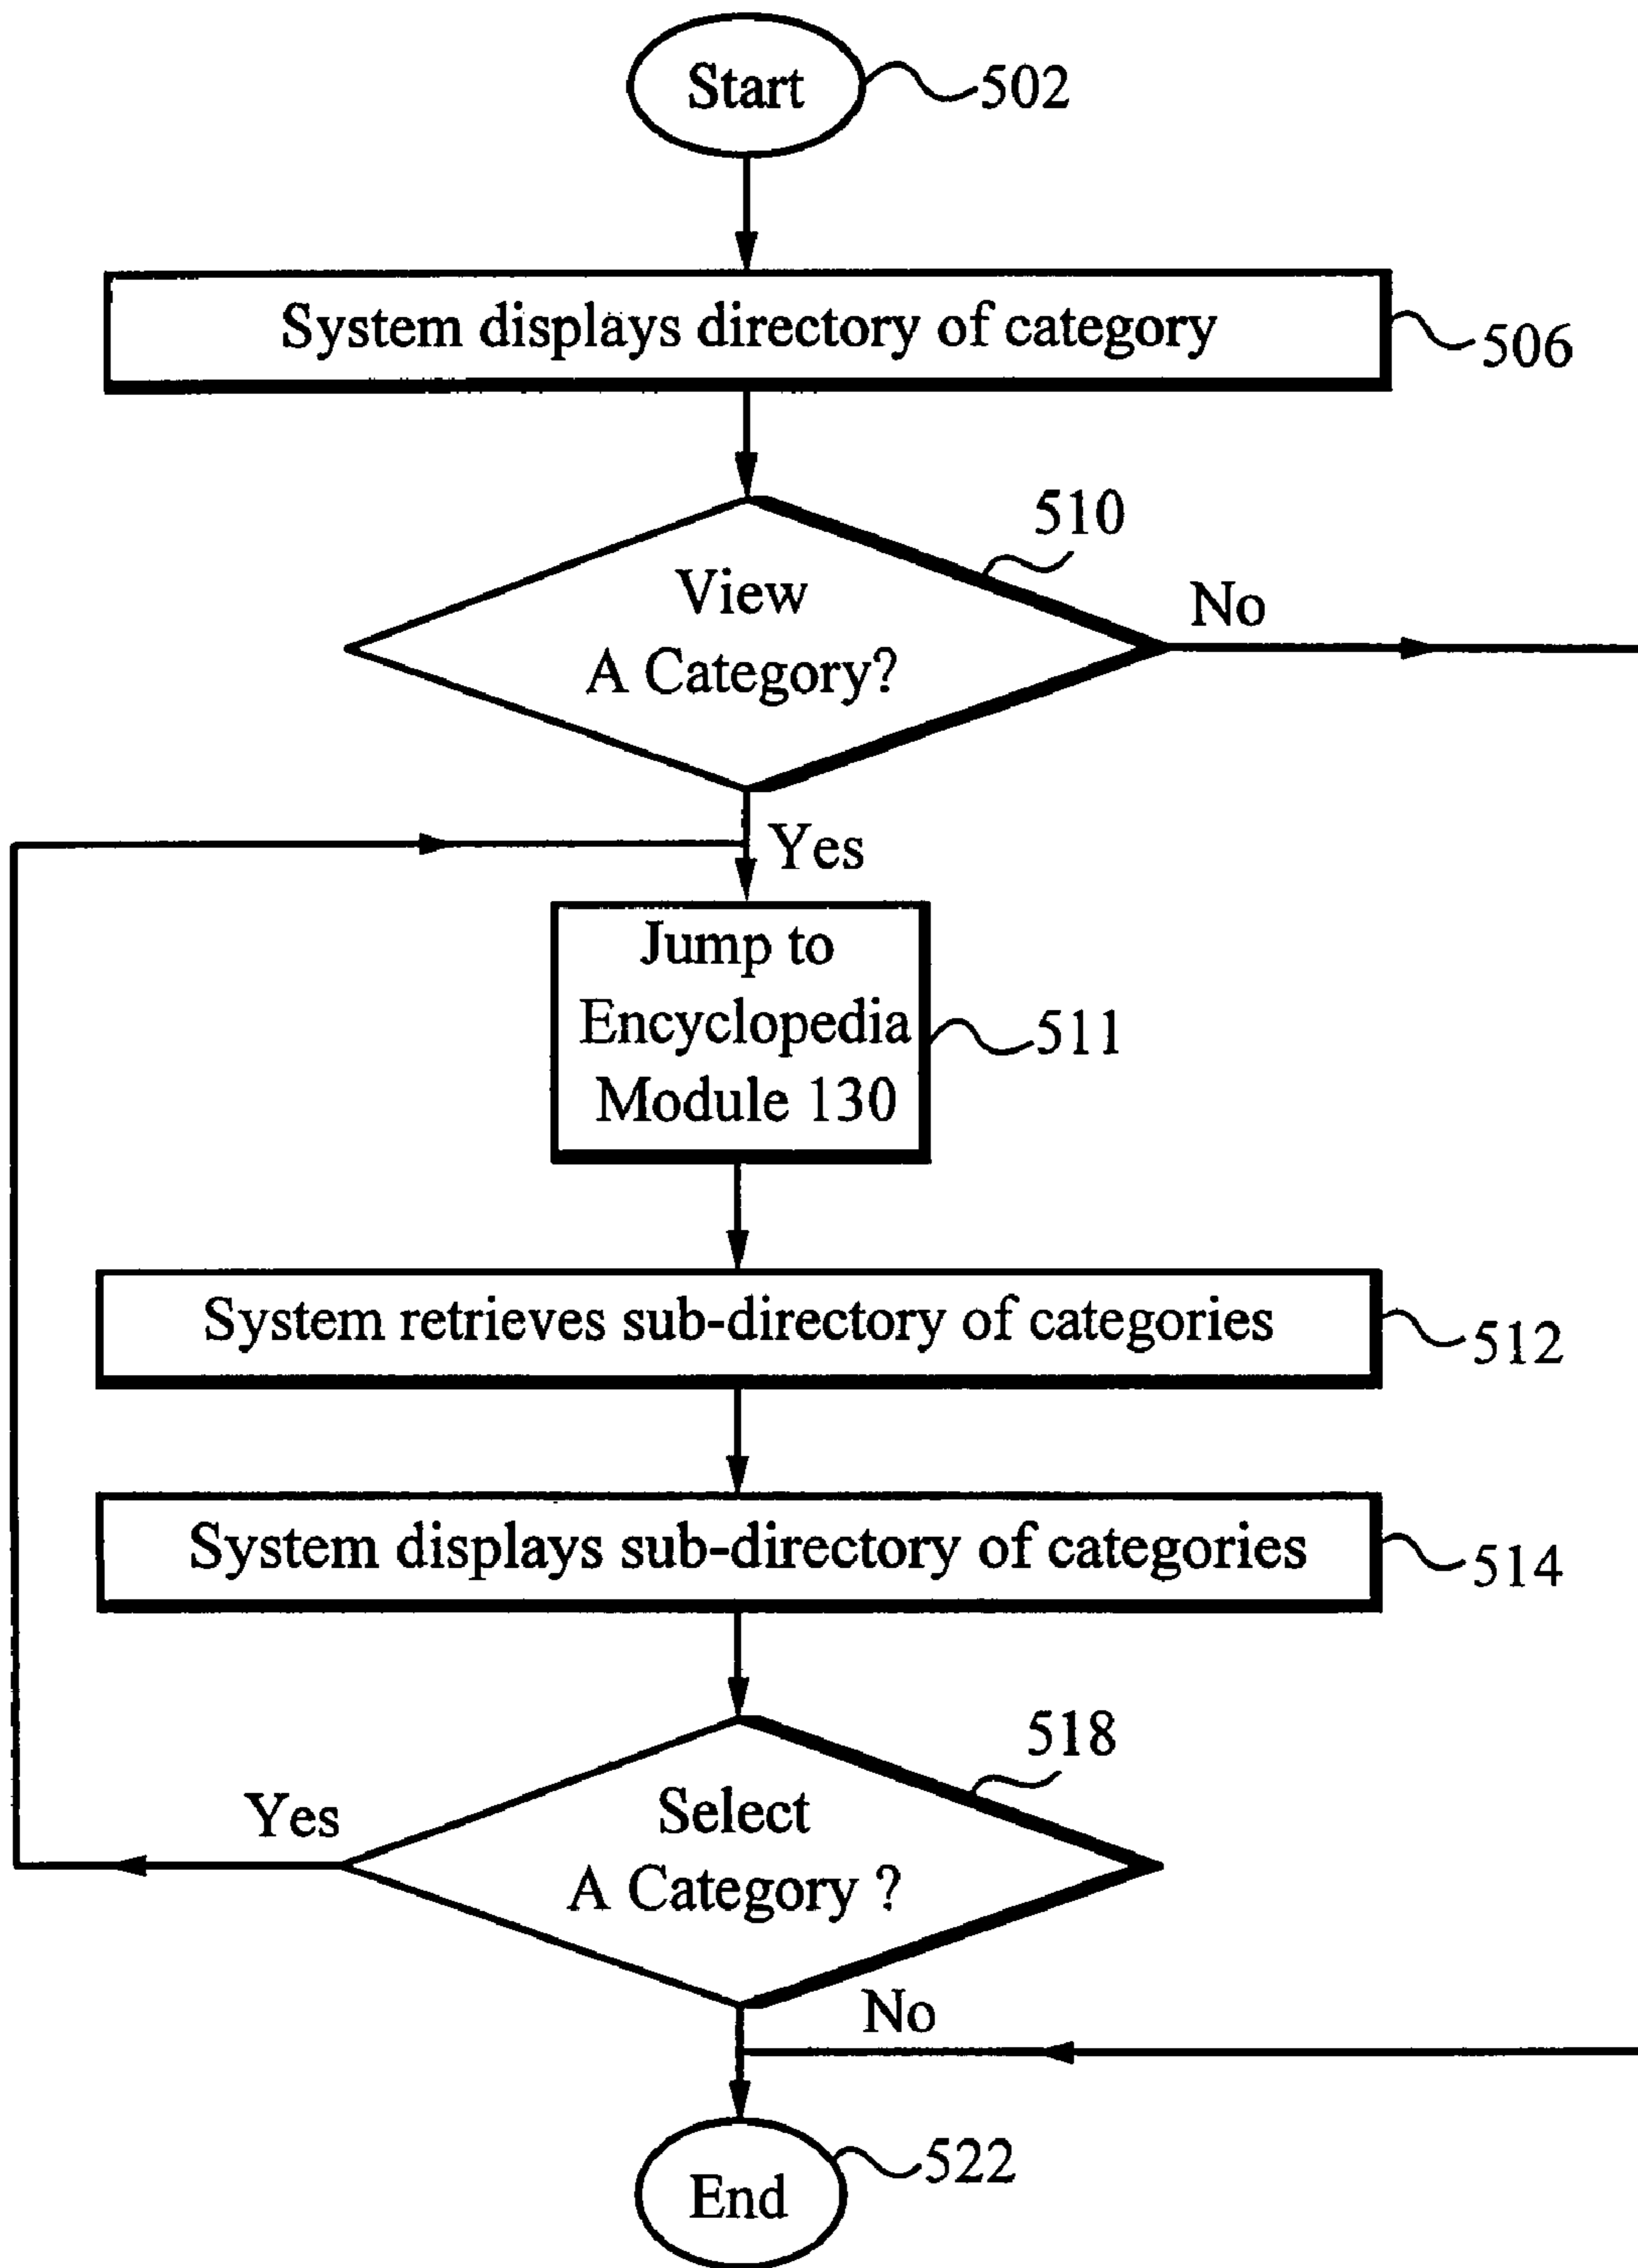 Start
502
System displays directory of category
506
510
View
A Category?
No
Yes
Jump to
Encyclopedia
Module 130
511
System retrieves sub-directory of categories
512
System displays sub-directory of categories
514
518
Select
A Category ?
Yes
No
End
522